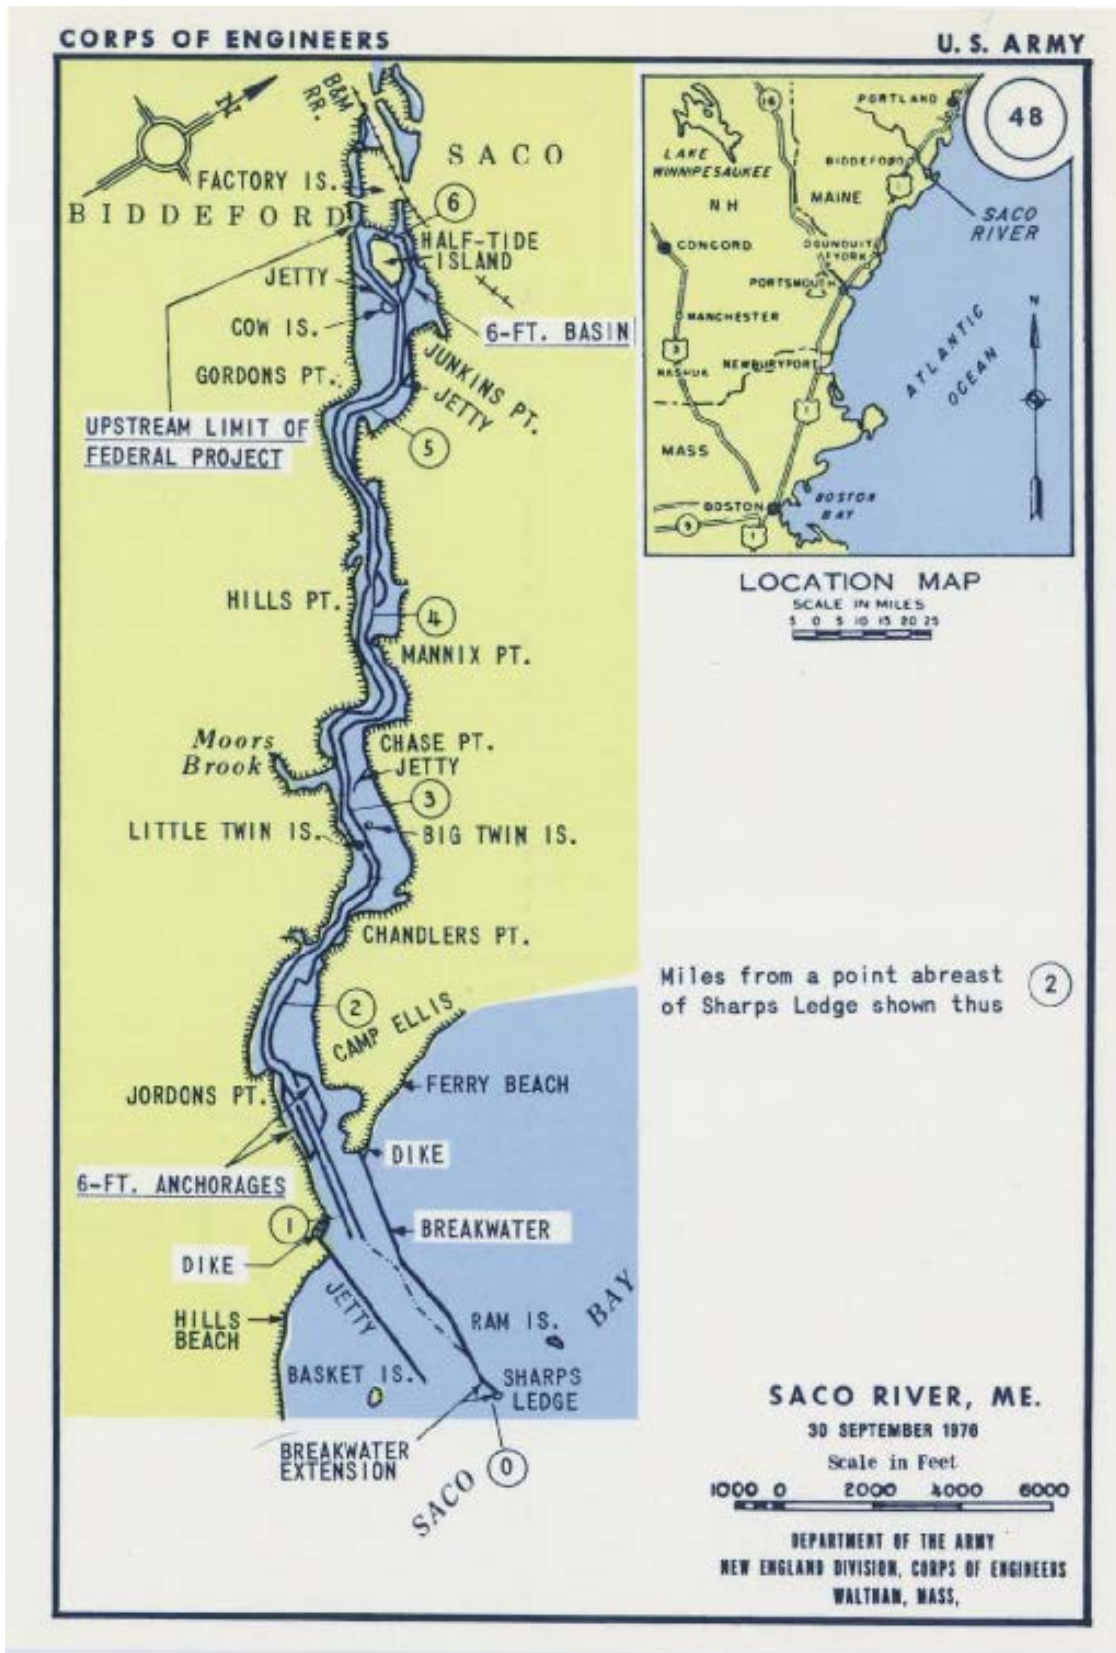 CORPS OF ENGINEERS
U. S. ARMY
N
B&M
RR.
SACO
FACTORY IS.
BIDDEFORD
6
HALF-TIDE
ISLAND
JETTY
COW IS.
6-FT. BASIN
GORDONS PT.
JUNKINS PT.
JETTY
UPSTREAM LIMIT OF
FEDERAL PROJECT
5
HILLS PT.
4
MANNIX PT.
Moors
Brook
CHASE PT.
JETTY
3
LITTLE TWIN IS.
BIG TWIN IS.
CHANDLERS PT.
2
CAMP ELLIS
JORDONS PT.
FERRY BEACH
DIKE
6-FT. ANCHORAGES
1
BREAKWATER
DIKE
JETTY
HILLS
BEACH
RAM IS.
SACO BAY
BASKET IS.
SHARPS
LEDGE
BREAKWATER
EXTENSION
0
48
16
PORTLAND
LAKE
WINNIPESAUKEE
BIDDEFORD
1
MAINE
N H
SACO
RIVER
CONCORD
OGUNQUIT
YORK
PORTSMOUTH
N
MANCHESTER
ATLANTIC
OCEAN
3
NASHUA
NEWBURYPORT
1
MASS
BOSTON
BOSTON
BAY
9
1
LOCATION MAP
SCALE IN MILES
5 0 5 10 15 20 25
Miles from a point abreast
of Sharps Ledge shown thus
2
SACO RIVER, ME.
30 SEPTEMBER 1976
Scale in Feet
1000 0 2000 4000 6000
DEPARTMENT OF THE ARMY
NEW ENGLAND DIVISION, CORPS OF ENGINEERS
WALTHAM, MASS,